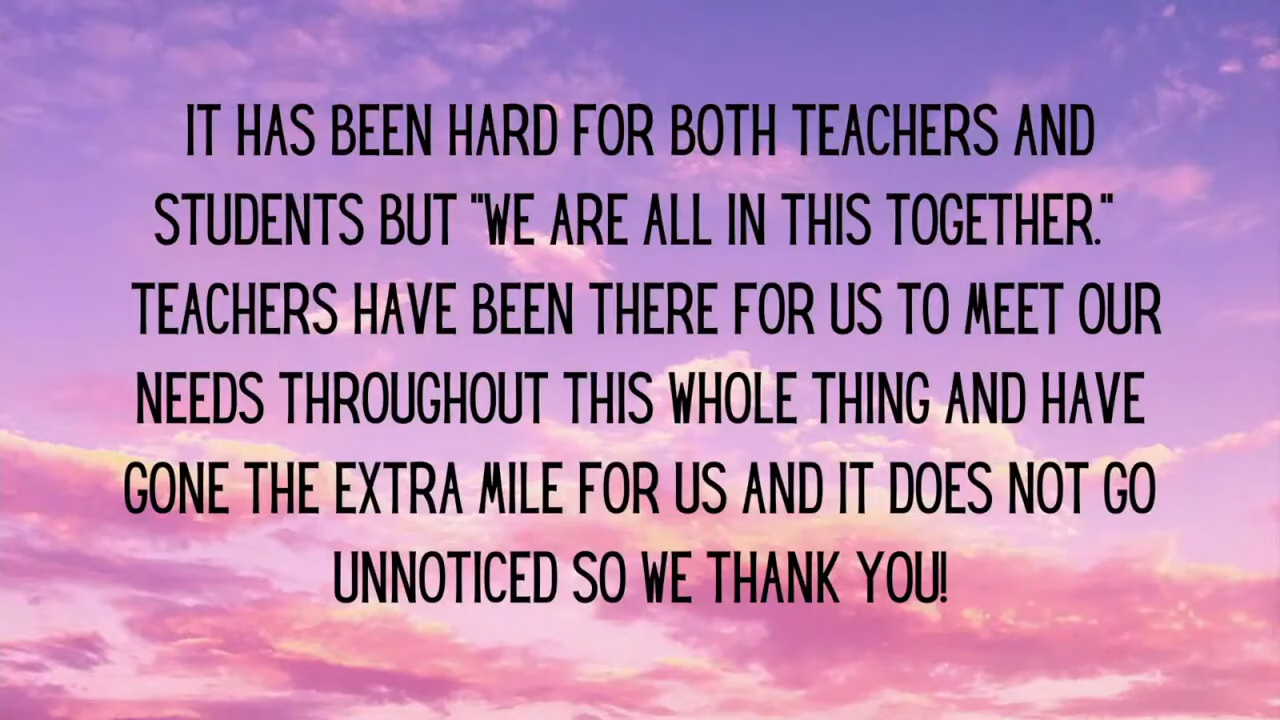 IT HAS BEEN HARD FOR BOTH TEACHERS AND
STUDENTS BUT "WE ARE ALL IN THIS TOGETHER."
TEACHERS HAVE BEEN THERE FOR US TO MEET OUR
NEEDS THROUGHOUT THIS WHOLE THING AND HAVE
GONE THE EXTRA MILE FOR US AND IT DOES NOT GO
UNNOTICED SO WE THANK YOU!